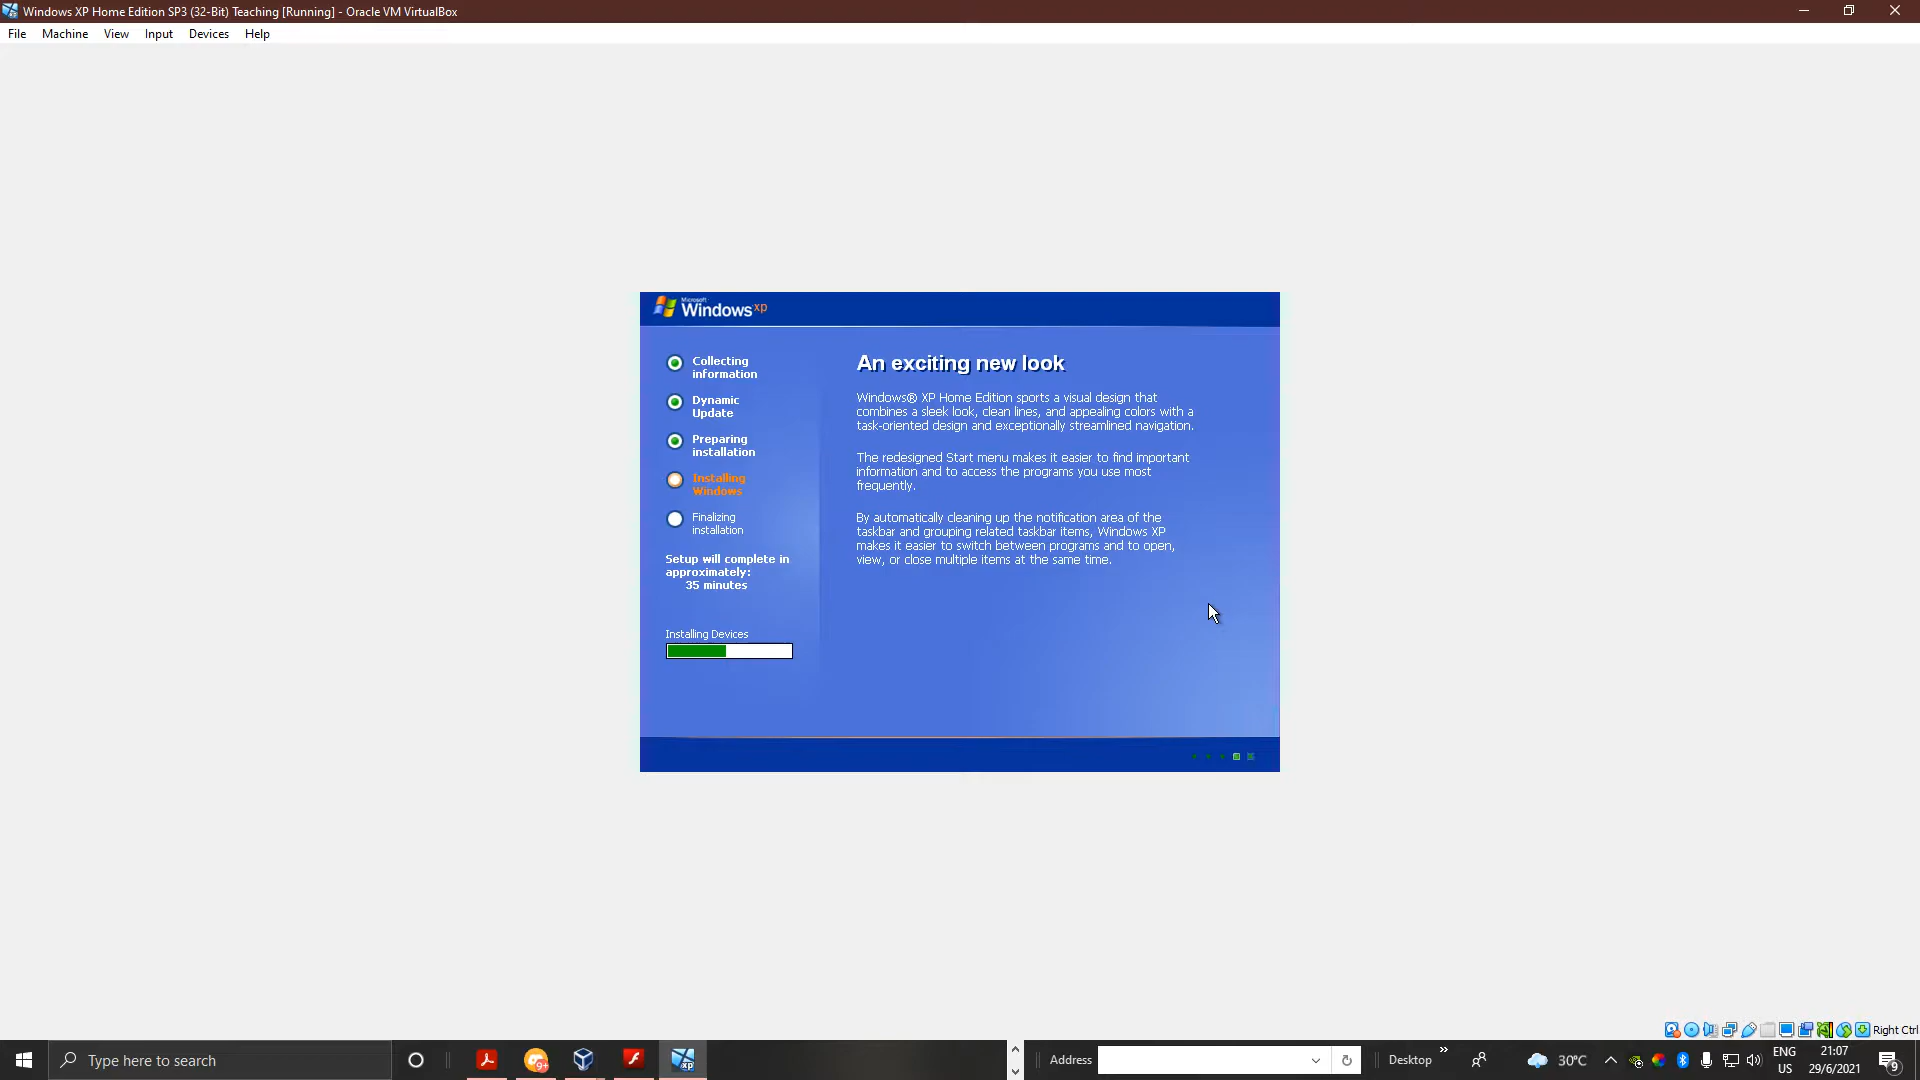 Windows XP Home Edition SP3 (32-Bit) Teaching [Running] - Oracle VM VirtualBox
File Machine View Input Devices Help
Microsoft
Windows xp
Collecting
information
Dynamic
Update
Preparing
installation
Installing
Windows
Finalizing
installation
Setup will complete in
approximately:
35 minutes
Installing Devices
An exciting new look
Windows® XP Home Edition sports a visual design that
combines a sleek look, clean lines, and appealing colors with a
task-oriented design and exceptionally streamlined navigation.
The redesigned Start menu makes it easier to find important
information and to access the programs you use most
frequently.
By automatically cleaning up the notification area of the
taskbar and grouping related taskbar items, Windows XP
makes it easier to switch between programs and to open,
view, or close multiple items at the same time.
Right Ctrl
Type here to search
9+
xp
Address
Desktop
30°C
ENG
US
21:07
29/6/2021
9